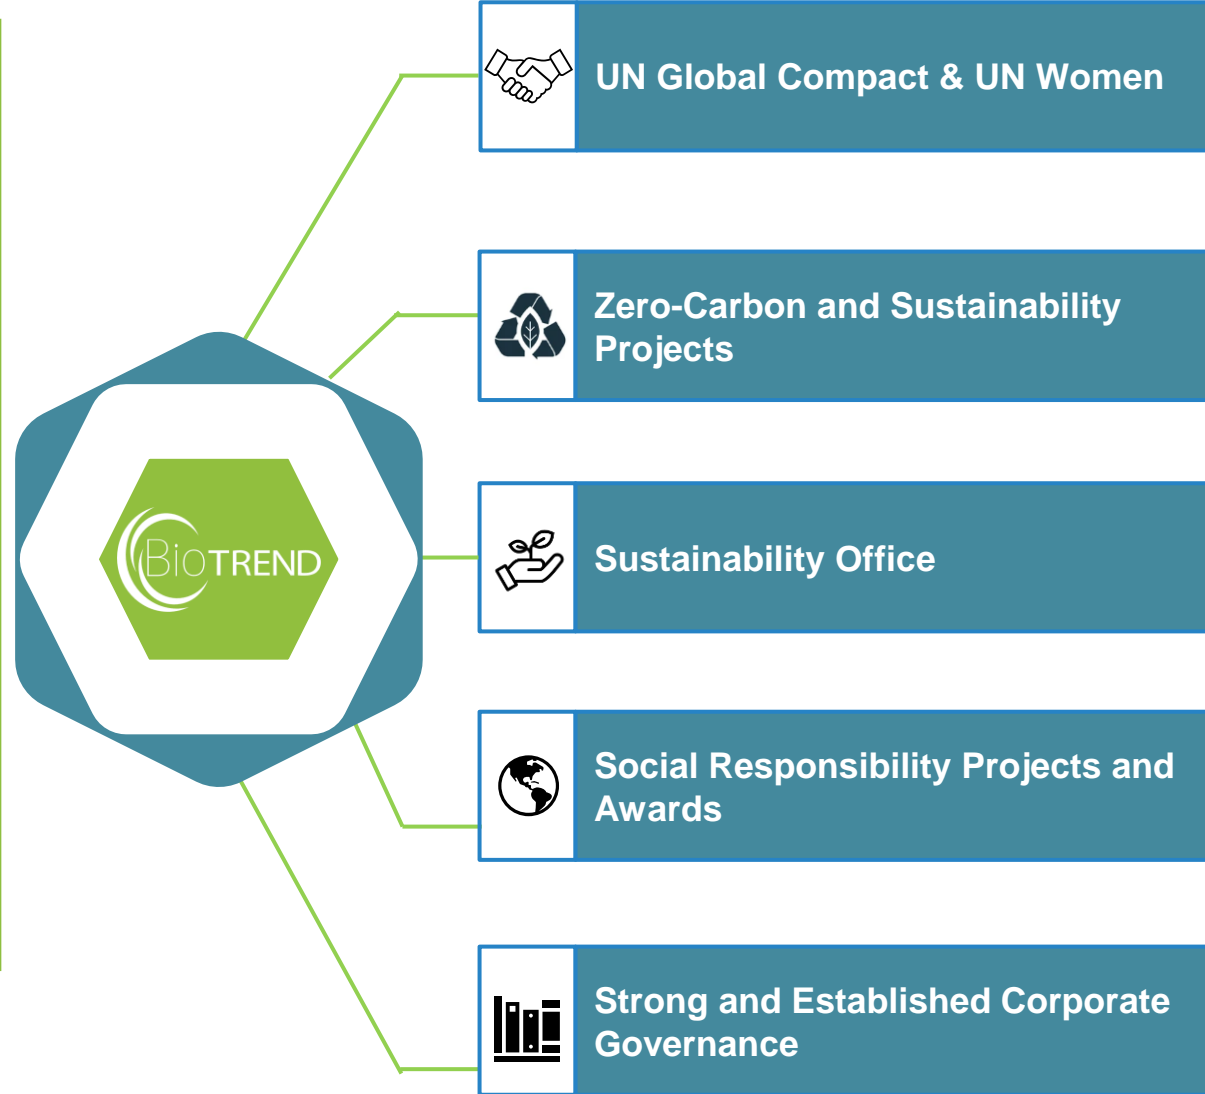 UN Global Compact & UN Women
Zero-Carbon and Sustainability
Projects
BioTREND
Sustainability Office
Social Responsibility Projects and
Awards
Strong and Established Corporate
Governance